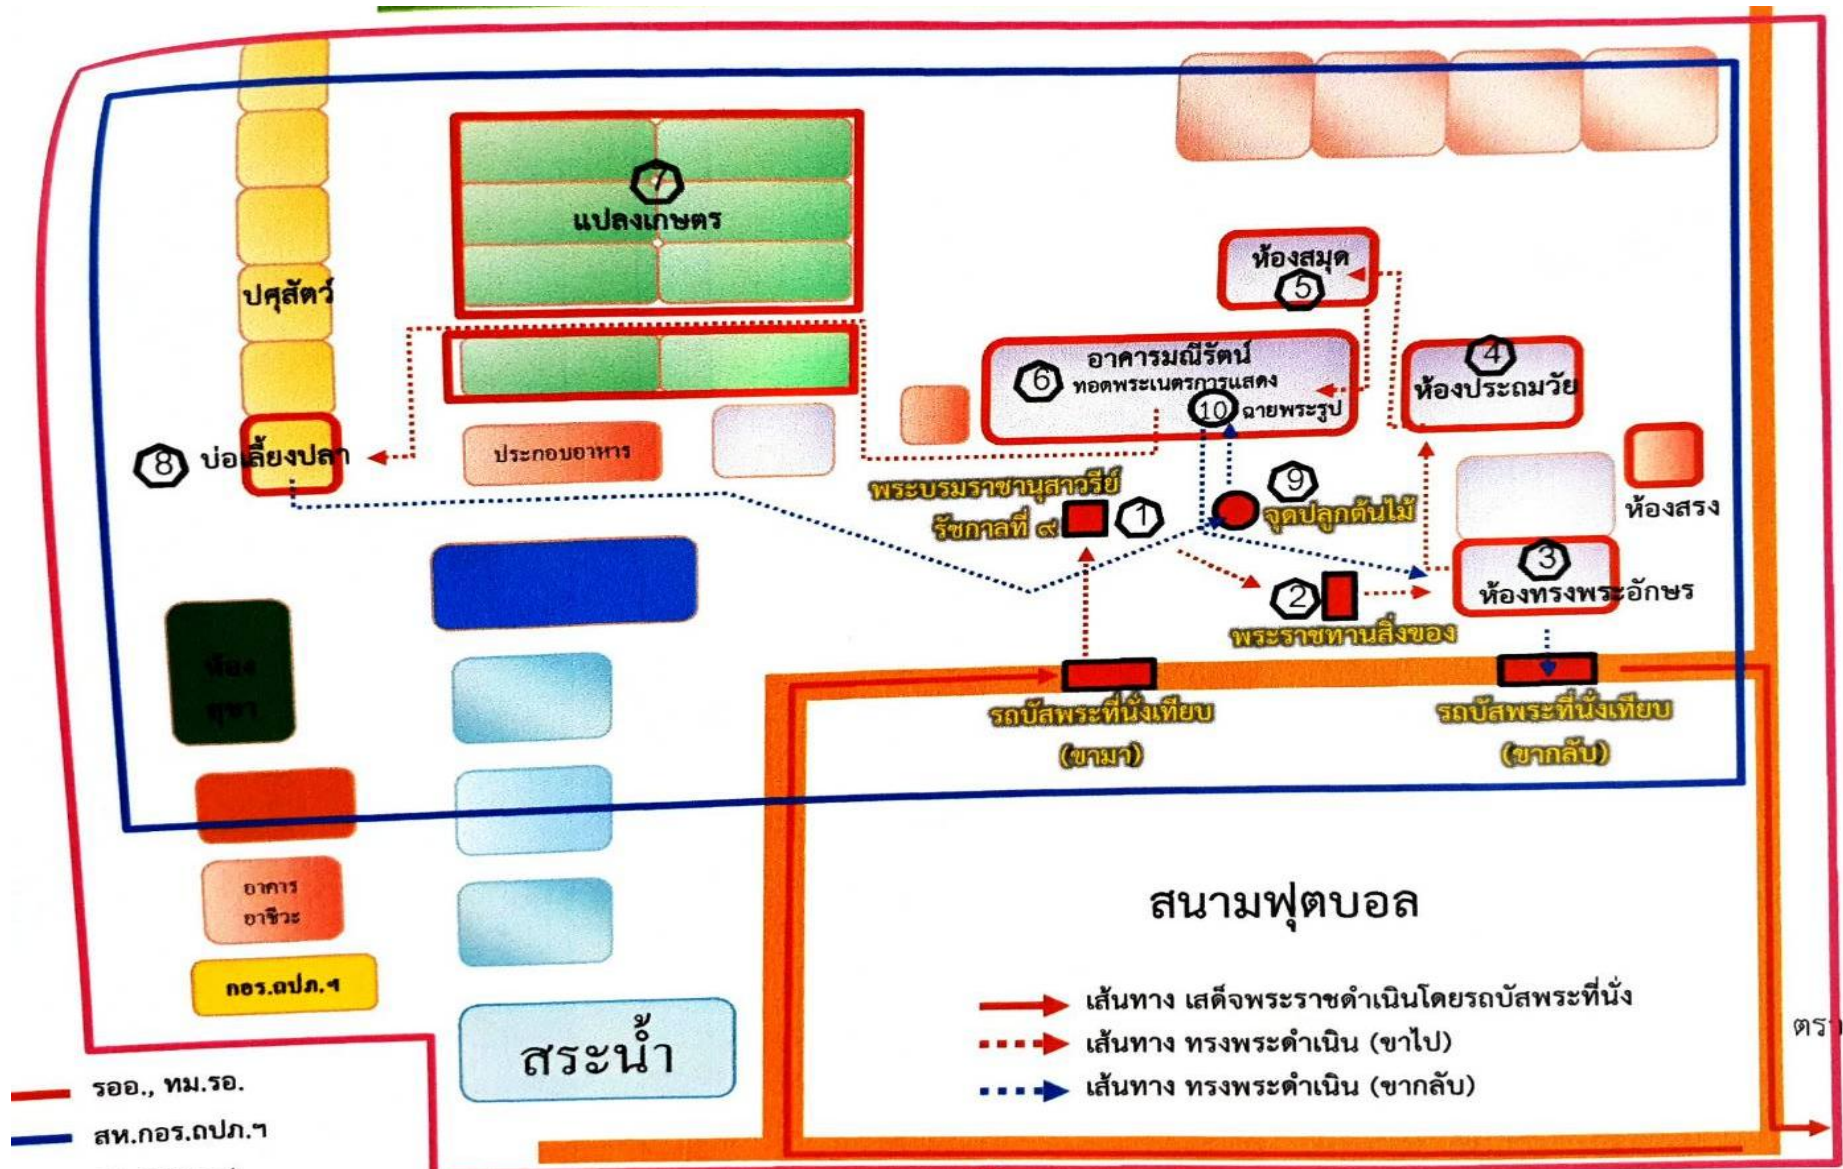 7
แปลงเกษตร
ปศุสัตว์
ห้องสมุด
5
อาคารมณีรัตน์
6
ทอดพระเนตรการแสดง
10
ฉายพระรูป
4
ห้องประถมวัย
8
บ่อเลี้ยงปลา
ประกอบอาหาร
พระบรมราชานุสาวรีย์
รัชกาลที่ ๙
1
9
จุดปลูกต้นไม้
ห้องสรง
3
ห้องทรงพระอักษร
2
พระราชทานสิ่งของ
ห้อง
สุขา
รถบัสพระที่นั่งเทียบ
(ขามา)
รถบัสพระที่นั่งเทียบ
(ขากลับ)
อาคาร
อาชีวะ
กอร.ถปภ.ฯ
สระน้ำ
สนามฟุตบอล
เส้นทาง เสด็จพระราชดำเนินโดยรถบัสพระที่นั่ง
เส้นทาง ทรงพระดำเนิน (ขาไป)
เส้นทาง ทรงพระดำเนิน (ขากลับ)
รออ., ทม.รอ.
สห.กอร.ถปภ.ฯ